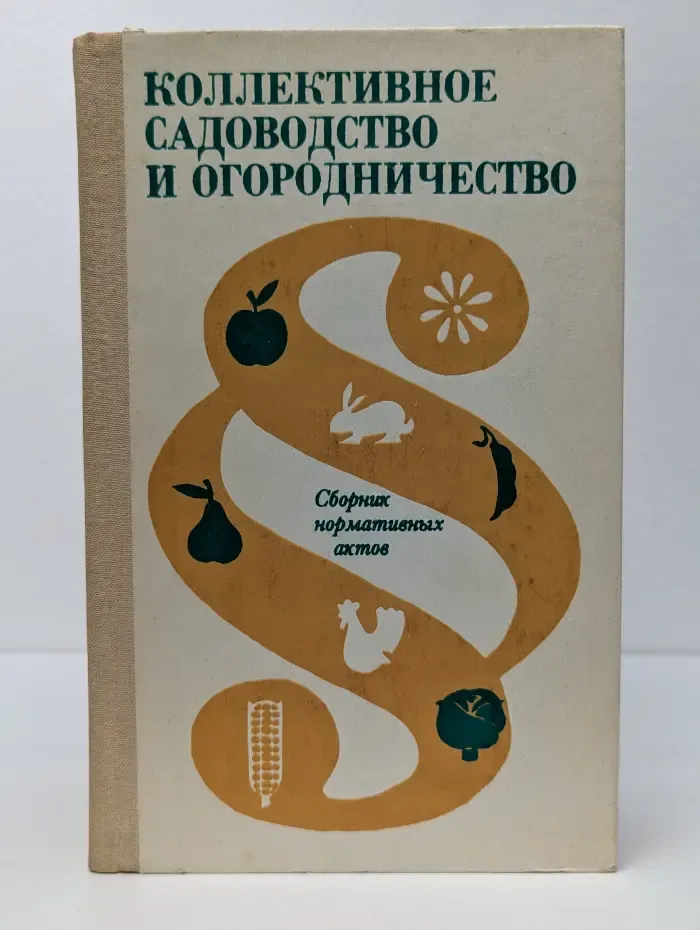 КОЛЛЕКТИВНОЕ
САДОВОДСТВО
И ОГОРОДНИЧЕСТВО
Сборник
нормативных
актов